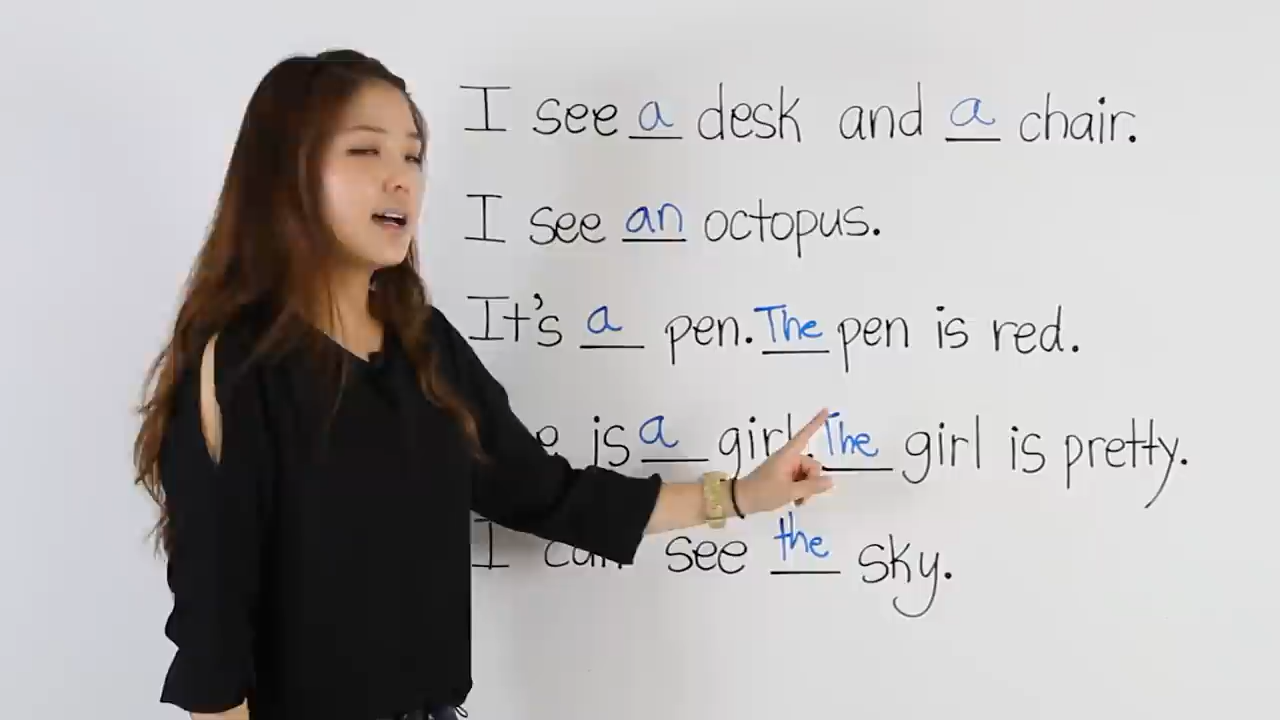 I see a desk and a chair.
I see an octopus.
It's a pen. The pen is red.
is a girl. The girl is pretty.
I can see the sky.